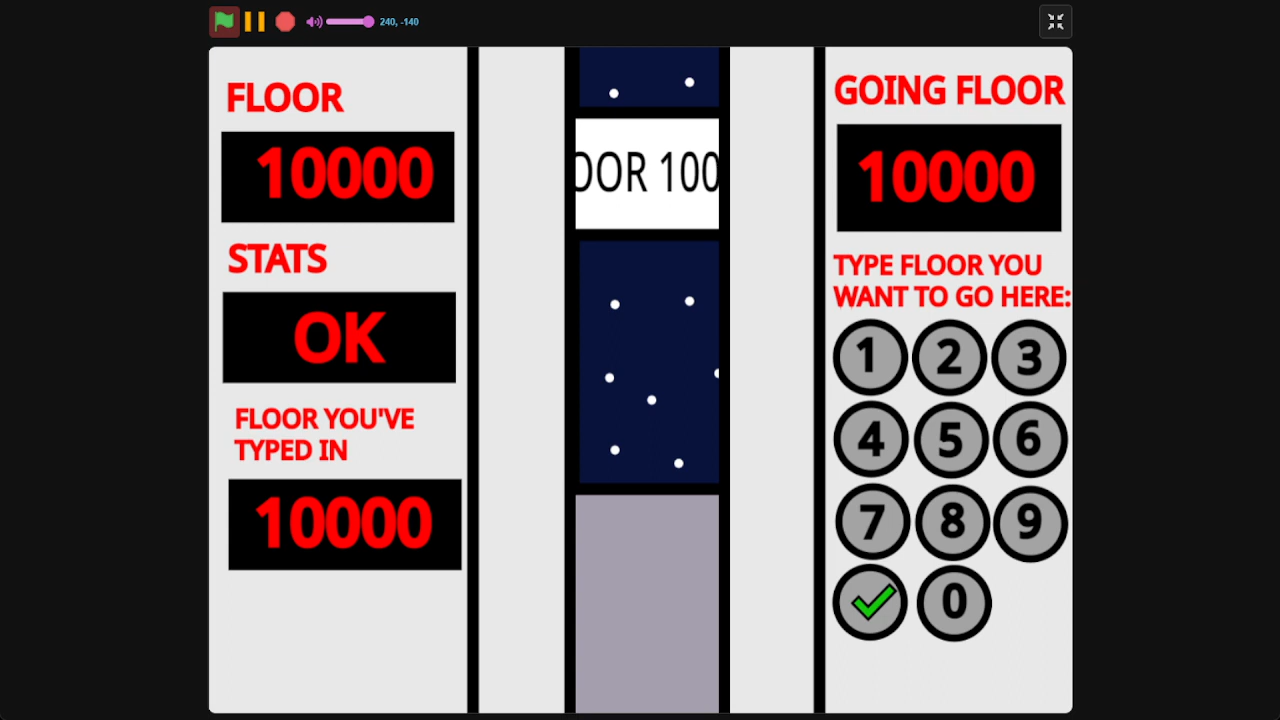 240, -140
FLOOR
10000
STATS
OK
FLOOR YOU'VE
TYPED IN
10000
OOR 100
GOING FLOOR
10000
TYPE FLOOR YOU
WANT TO GO HERE:
1 2 3
4 5 6
7 8 9
0